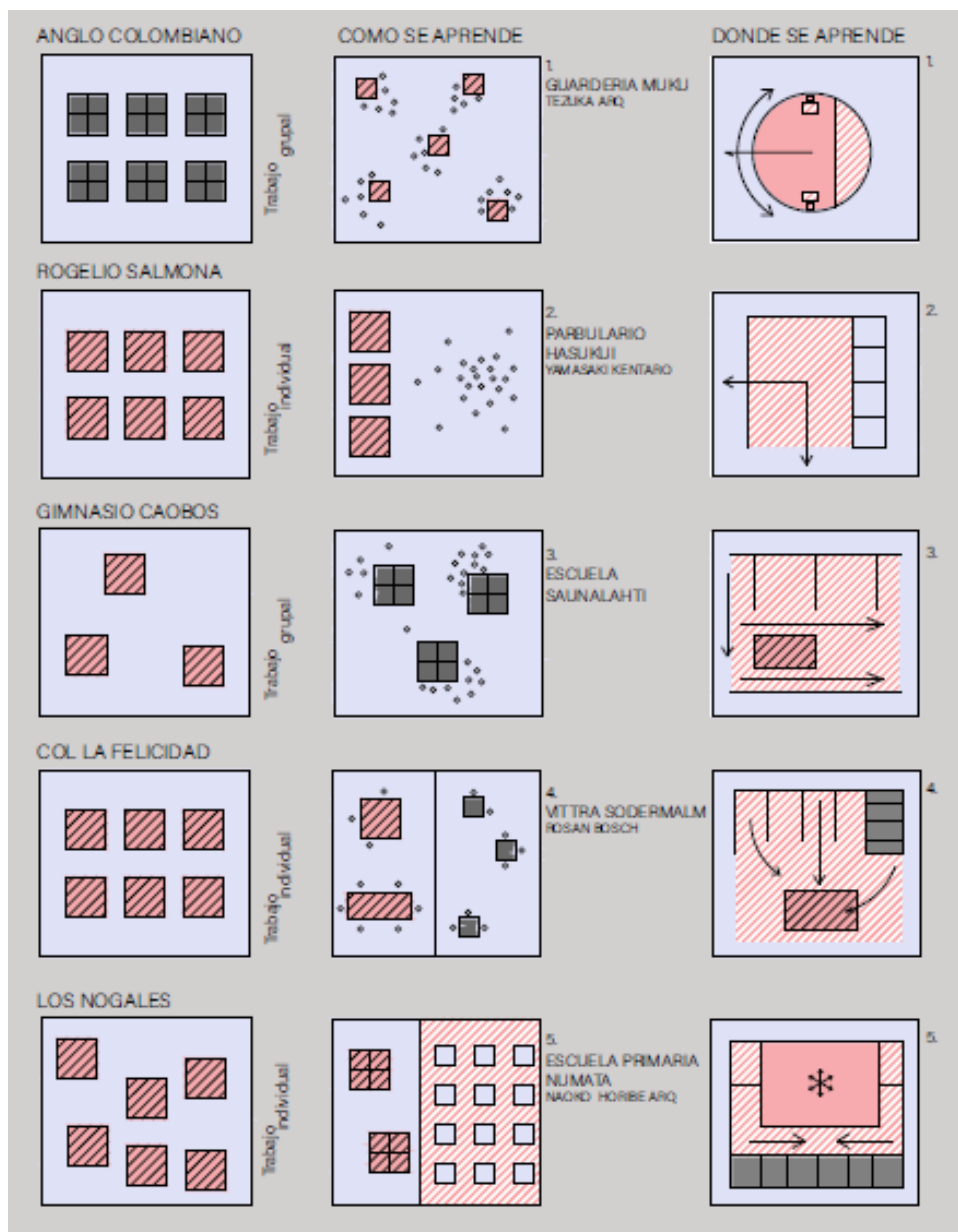 ANGLO COLOMBIANO
COMO SE APRENDE
DONDE SE APRENDE
Trabajo
grupal
1.
GUARDERIA MUKU
TEZUKA ARQ
1.
ROGELIO SALMONA
Trabajo
individual
2.
PARBULARIO
HASUKUI
YAMASAKI KENTARO
2.
GIMNASIO CAOBOS
Trabajo
grupal
3.
ESCUELA
SAUNALAHTI
3.
COL LA FELICIDAD
Trabajo
individual
4.
VITTRA SODERMALM
ROSAN BOSCH
4.
LOS NOGALES
Trabajo
individual
5.
ESCUELA PRIMARIA
NUMATA
NAOKO HORIBE ARQ
5.